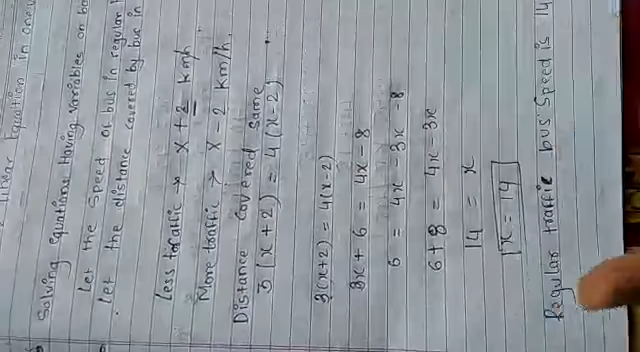 Linear Equation in one
Solving equations Having variables on bo
Let the Speed of bus in regular
Let the distance covered by bus in
Less traffic → x + 2 km/h
More traffic → x - 2 km/h.
Distance covered same
3(x+2) = 4(x-2)
3(x+2) = 4(x-2)
3x + 6 = 4x - 8
6 = 4x - 3x - 8
6+8 = 4x - 3x
14 = x
x = 14
Regular traffic bus Speed is 14